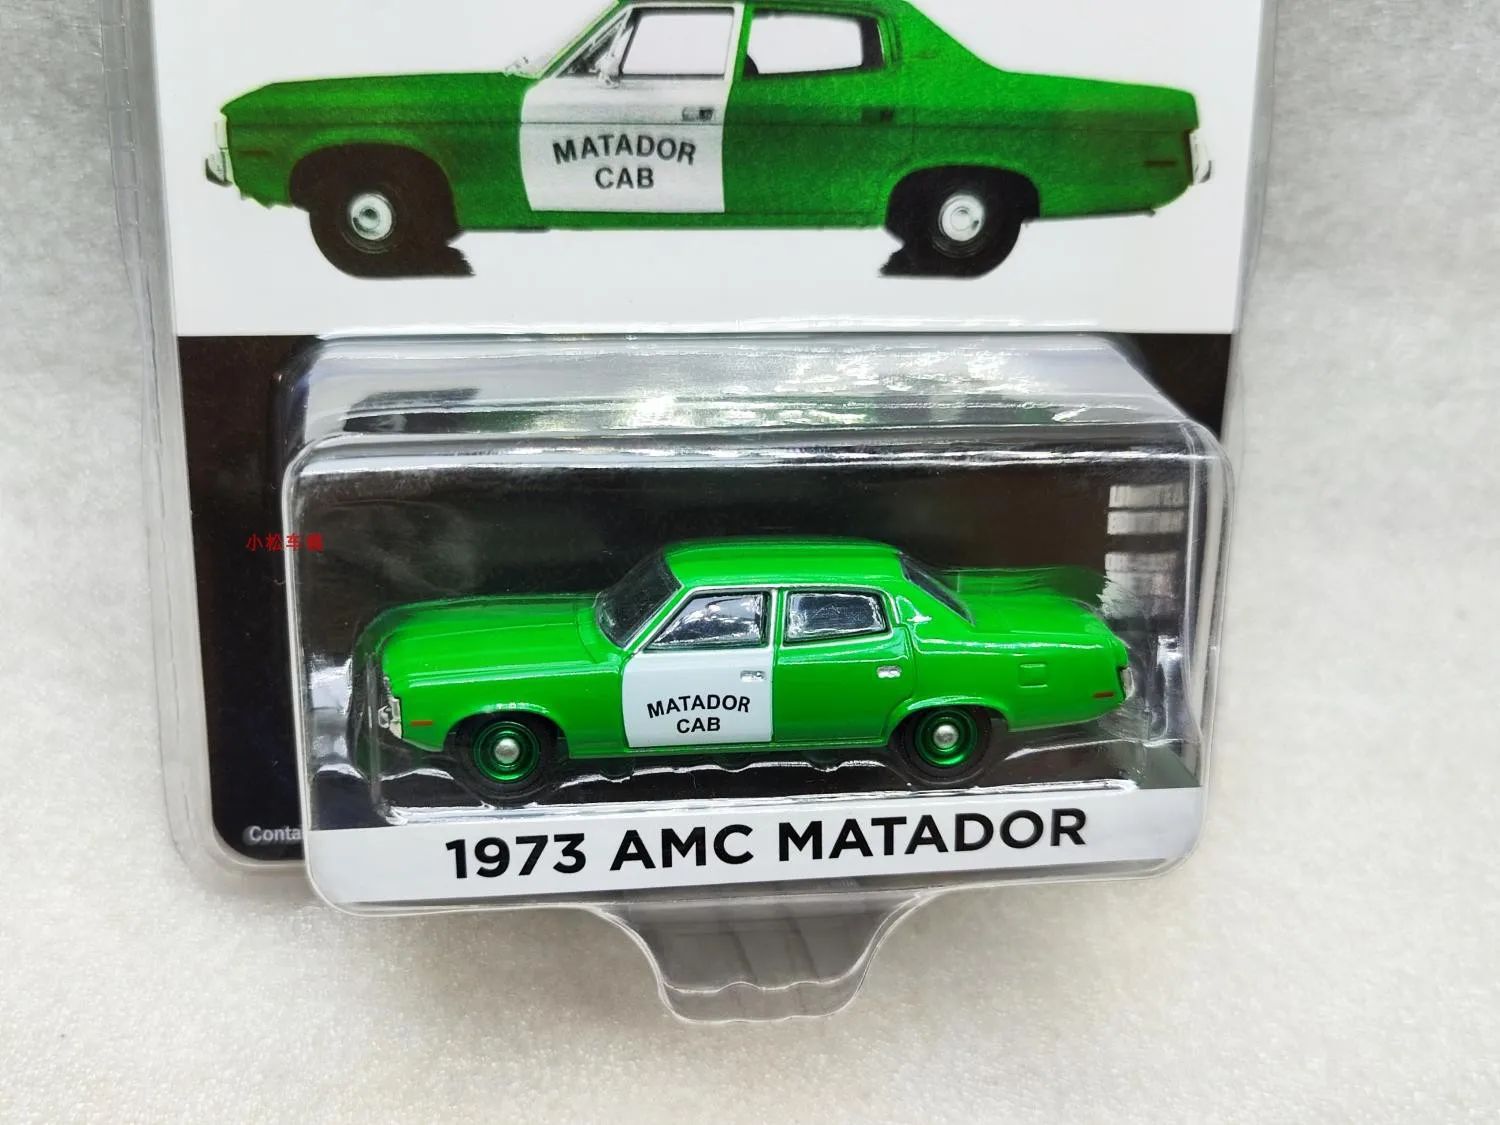 MATADOR
CAB
小松车模
MATADOR
CAB
Conta
1973 AMC MATADOR